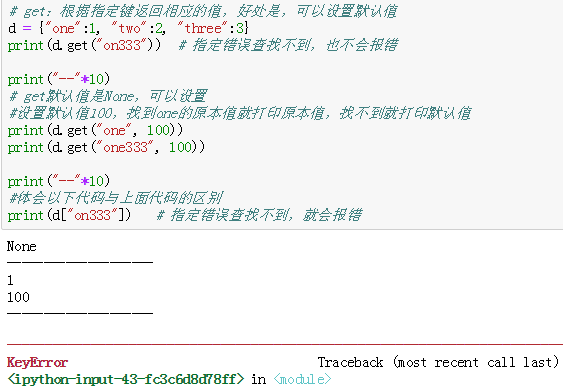 # get：根据指定键返回相应的值，好处是，可以设置默认值
d = {"one":1, "two":2, "three":3}
print(d.get("on333"))  # 指定错误查找不到，也不会报错
print("--"*10)
# get默认值是None，可以设置
#设置默认值100，找到one的原本值就打印原本值，找不到就打印默认值
print(d.get("one", 100))
print(d.get("one333", 100))
print("--"*10)
#体会以下代码与上面代码的区别
print(d["on333"])   # 指定错误查找不到，就会报错
None
--------------------
1
100
--------------------
KeyError                                  Traceback (most recent call last)
<ipython-input-43-fc3c6d8d78ff> in <module>